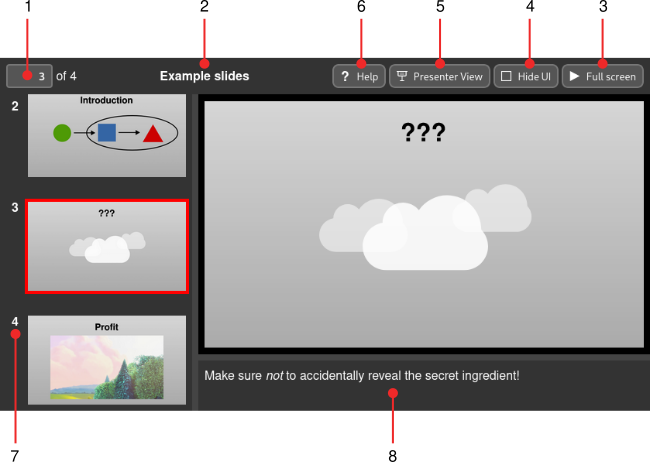 1 2 6 5 4 3
3 of 4 Example slides ? Help Presenter View Hide UI Full screen
2 Introduction
3 ???
4 Profit
???
Make sure not to accidentally reveal the secret ingredient!
7 8